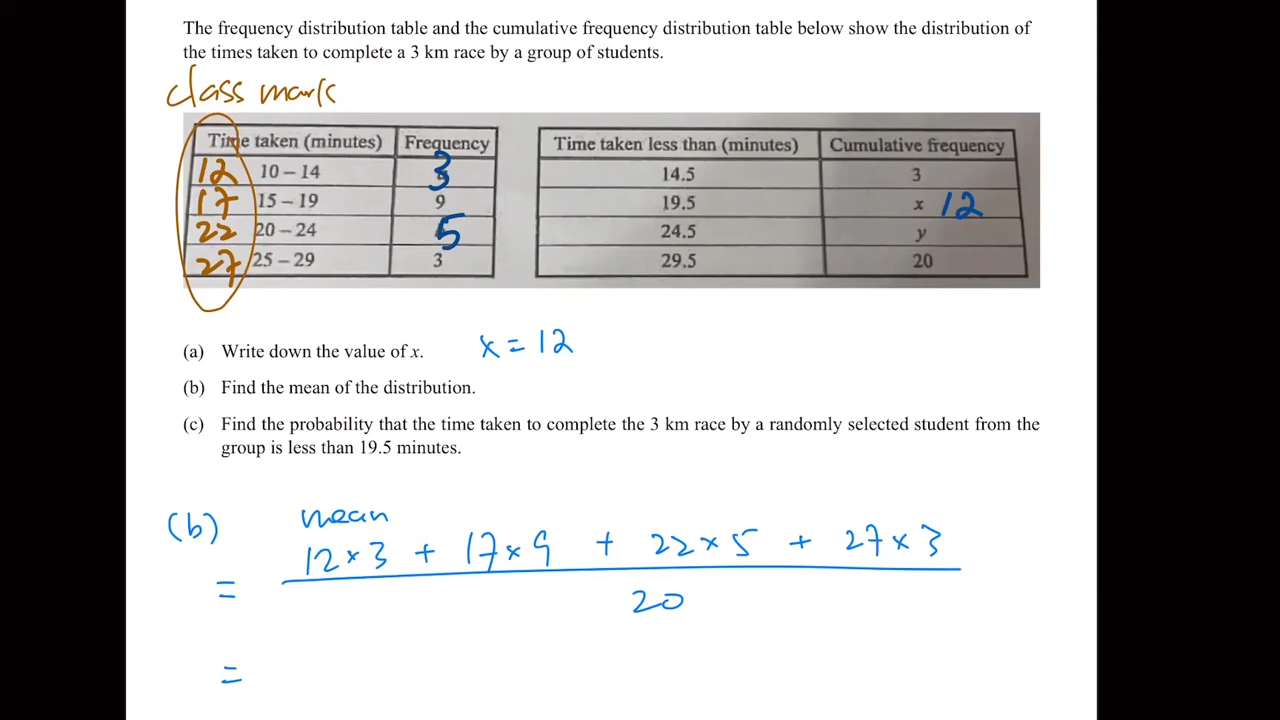 The frequency distribution table and the cumulative frequency distribution table below show the distribution of
the times taken to complete a 3 km race by a group of students.
class mark
Time taken (minutes) Frequency
12 10 – 14 3
17 15 – 19 9
22 20 – 24 5
27 25 – 29 3
Time taken less than (minutes) Cumulative frequency
14.5 3
19.5 x 12
24.5 y
29.5 20
(a) Write down the value of x. x = 12
(b) Find the mean of the distribution.
(c) Find the probability that the time taken to complete the 3 km race by a randomly selected student from the
group is less than 19.5 minutes.
(b) mean
= 12 × 3 + 17 × 9 + 22 × 5 + 27 × 3
20
=